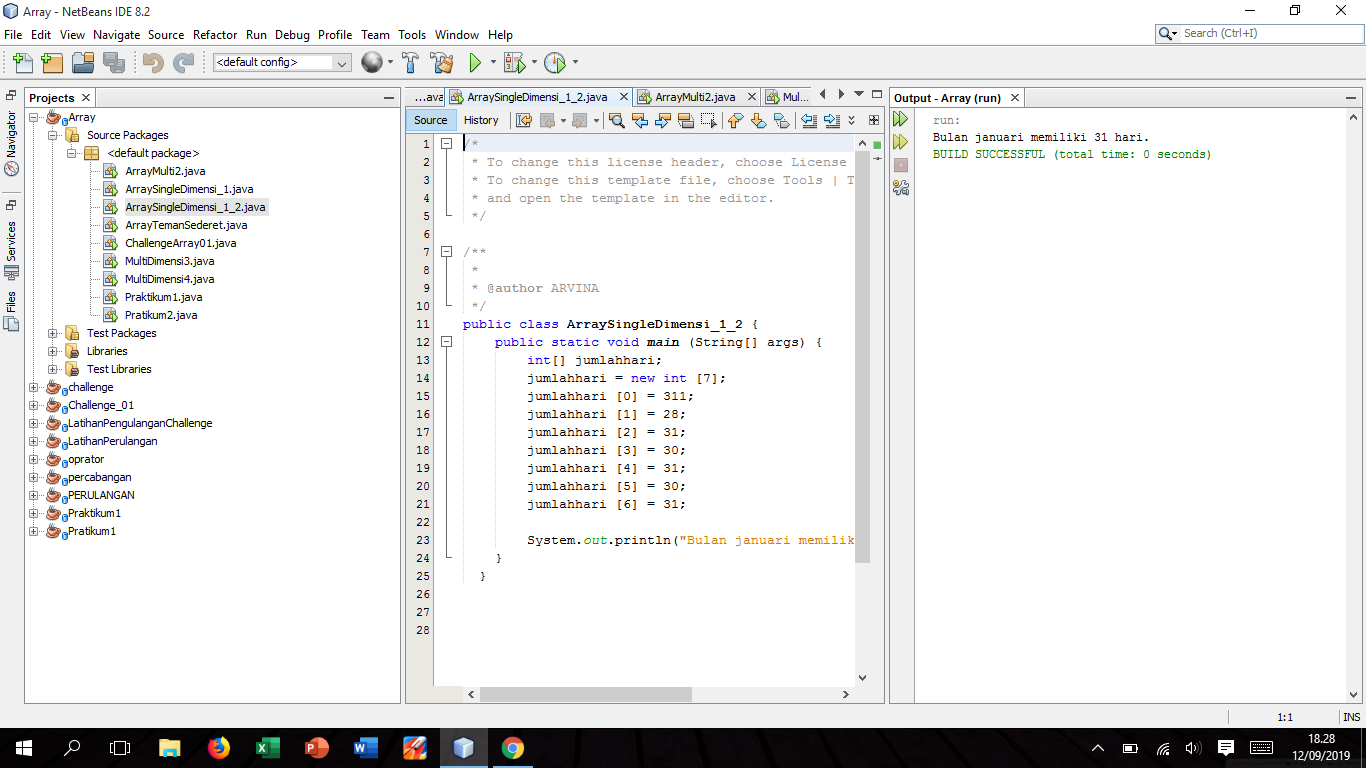 Array - NetBeans IDE 8.2
File Edit View Navigate Source Refactor Run Debug Profile Team Tools Window Help
Search (Ctrl+I)
<default config>
Navigator
Services
Files
Projects
Array
Source Packages
<default package>
ArrayMulti2.java
ArraySingleDimensi_1.java
ArraySingleDimensi_1_2.java
ArrayTemanSederet.java
ChallengeArray01.java
MultiDimensi3.java
MultiDimensi4.java
Praktikum1.java
Pratikum2.java
Test Packages
Libraries
Test Libraries
challenge
Challenge_01
LatihanPengulanganChallenge
LatihanPerulangan
oprator
percabangan
PERULANGAN
Praktikum1
Pratikum1
...ava ArraySingleDimensi_1_2.java ArrayMulti2.java Mul...
Source History
1 /*
2 * To change this license header, choose License
3 * To change this template file, choose Tools | T
4 * and open the template in the editor.
5 */
6
7 /**
8 *
9 * @author ARVINA
10 */
11 public class ArraySingleDimensi_1_2 {
12 public static void main (String[] args) {
13 int[] jumlahhari;
14 jumlahhari = new int [7];
15 jumlahhari [0] = 311;
16 jumlahhari [1] = 28;
17 jumlahhari [2] = 31;
18 jumlahhari [3] = 30;
19 jumlahhari [4] = 31;
20 jumlahhari [5] = 30;
21 jumlahhari [6] = 31;
22
23 System.out.println("Bulan januari memilik
24 }
25 }
26
27
28
Output - Array (run)
run:
Bulan januari memiliki 31 hari.
BUILD SUCCESSFUL (total time: 0 seconds)
1:1 INS
18.28
12/09/2019